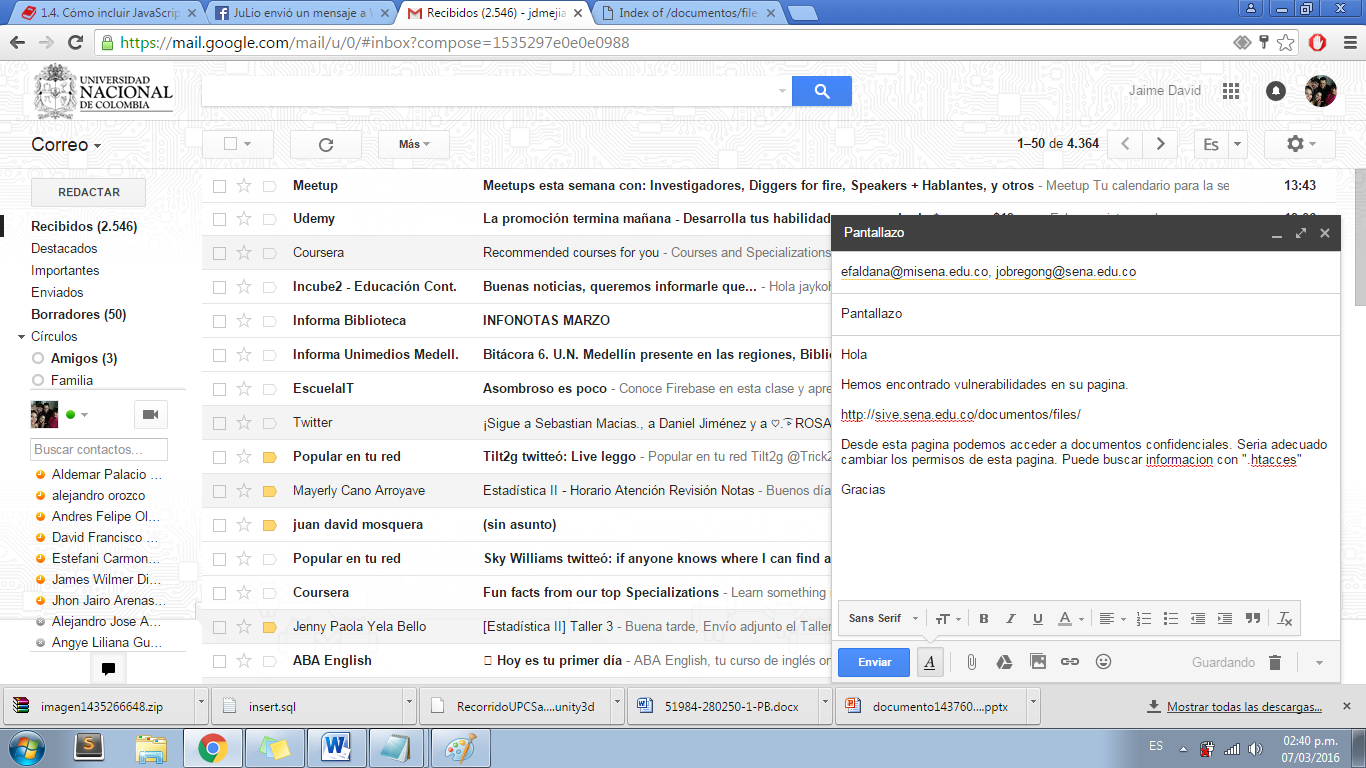 1.4. Cómo incluir JavaScrip
JuLio envió un mensaje a
Recibidos (2.546) - jdmejia
Index of /documentos/file
https://mail.google.com/mail/u/0/#inbox?compose=1535297e0e0e0988
UNIVERSIDAD
NACIONAL
DE COLOMBIA
Jaime David
Correo
Más
1–50 de 4.364
Es
REDACTAR
Recibidos (2.546)
Destacados
Importantes
Enviados
Borradores (50)
Círculos
Amigos (3)
Familia
Buscar contactos...
Aldemar Palacio ...
alejandro orozco
Andres Felipe Ol...
David Francisco ...
Estefani Carmon...
James Wilmer Di...
Jhon Jairo Arenas...
Alejandro Jose A...
Angye Liliana Gu...
Meetup Meetups esta semana con: Investigadores, Diggers for fire, Speakers + Hablantes, y otros - Meetup Tu calendario para la se 13:43
Udemy La promoción termina mañana - Desarrolla tus habilidad
Coursera Recommended courses for you - Courses and Specializations
Incube2 - Educación Cont. Buenas noticias, queremos informarle que... - Hola jaykoh
Informa Biblioteca INFONOTAS MARZO
Informa Unimedios Medell. Bitácora 6. U.N. Medellín presente en las regiones, Biblio
EscuelaIT Asombroso es poco - Conoce Firebase en esta clase y apre
Twitter ¡Sigue a Sebastian Macias., a Daniel Jiménez y a ROSA
Popular en tu red Tilt2g twitteó: Live leggo - Popular en tu red Tilt2g @Trick2
Mayerly Cano Arroyave Estadística II - Horario Atención Revisión Notas - Buenos día
juan david mosquera (sin asunto)
Popular en tu red Sky Williams twitteó: if anyone knows where I can find a
Coursera Fun facts from our top Specializations - Learn something
Jenny Paola Yela Bello [Estadística II] Taller 3 - Buena tarde, Envío adjunto el Taller
ABA English Hoy es tu primer día - ABA English, tu curso de inglés on
Pantallazo
efaldana@misena.edu.co, jobregong@sena.edu.co
Pantallazo
Hola
Hemos encontrado vulnerabilidades en su pagina.
http://sive.sena.edu.co/documentos/files/
Desde esta pagina podemos acceder a documentos confidenciales. Seria adecuado
cambiar los permisos de esta pagina. Puede buscar informacion con ".htacces"
Gracias
Sans Serif
Enviar
Guardando
imagen1435266648.zip
insert.sql
RecorridoUPCSa....unity3d
51984-280250-1-PB.docx
documento143760....pptx
Mostrar todas las descargas...
ES
02:40 p.m.
07/03/2016